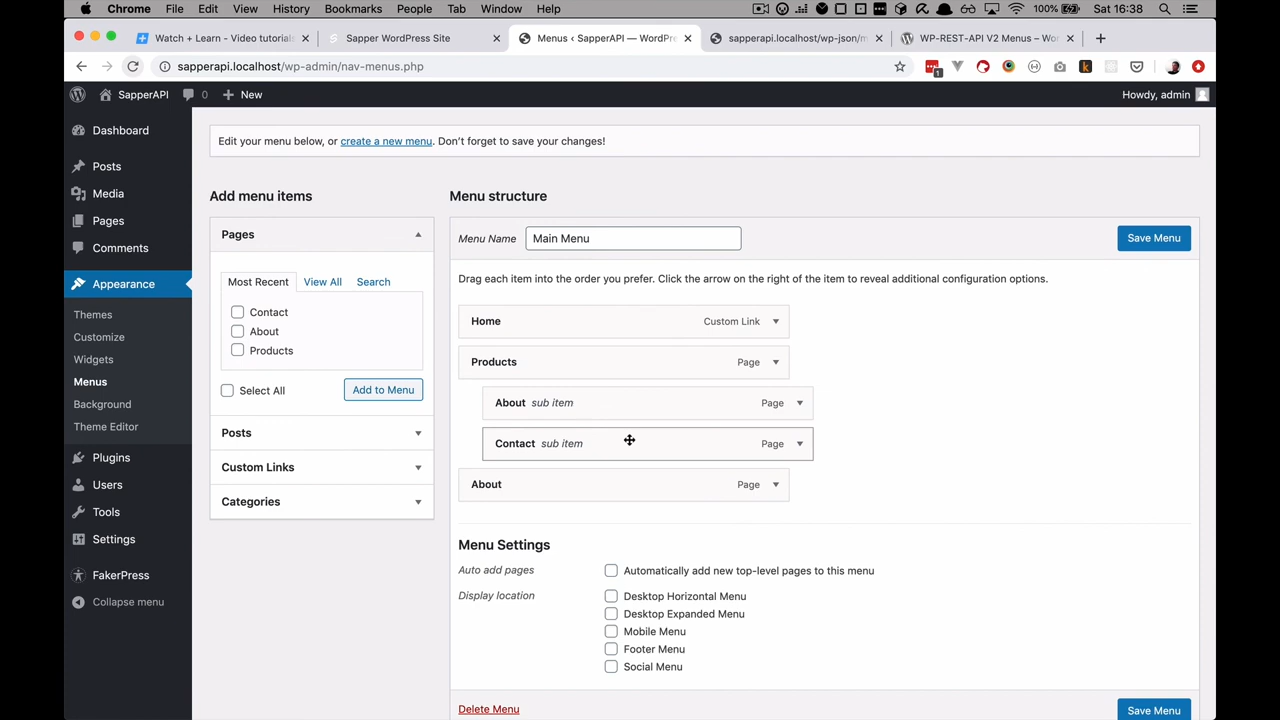 Chrome File Edit View History Bookmarks People Tab Window Help 100% Sat 16:38
Watch + Learn - Video tutorials
Sapper WordPress Site
Menus ‹ SapperAPI — WordPr
sapperapi.localhost/wp-json/m
WP-REST-API V2 Menus – Wo
sapperapi.localhost/wp-admin/nav-menus.php
1
SapperAPI 0 New Howdy, admin
Dashboard
Posts
Media
Pages
Comments
Appearance
Themes
Customize
Widgets
Menus
Background
Theme Editor
Plugins
Users
Tools
Settings
FakerPress
Collapse menu
Edit your menu below, or create a new menu. Don’t forget to save your changes!
Add menu items
Pages
Most Recent View All Search
Contact
About
Products
Select All Add to Menu
Posts
Custom Links
Categories
Menu structure
Menu Name Main Menu Save Menu
Drag each item into the order you prefer. Click the arrow on the right of the item to reveal additional configuration options.
Home Custom Link
Products Page
About sub item Page
Contact sub item Page
About Page
Menu Settings
Auto add pages Automatically add new top-level pages to this menu
Display location Desktop Horizontal Menu
Desktop Expanded Menu
Mobile Menu
Footer Menu
Social Menu
Delete Menu Save Menu